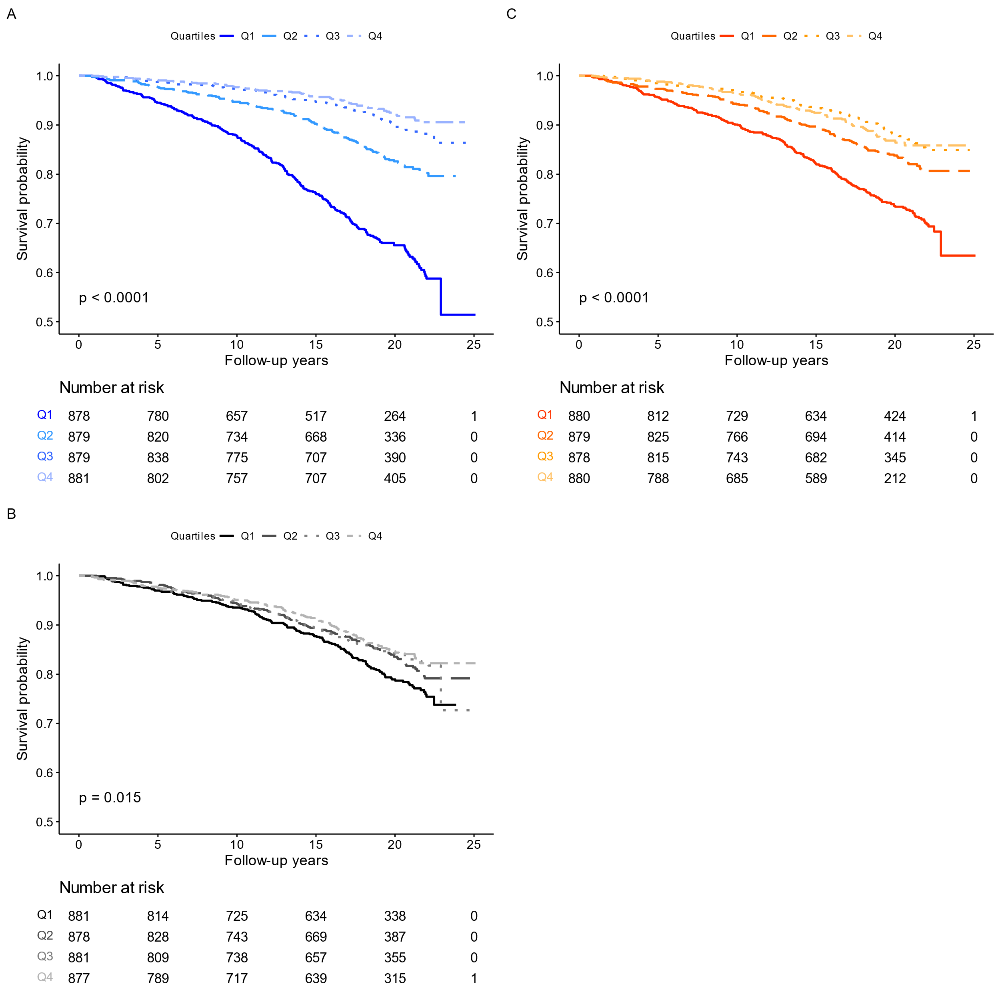 A
Quartiles Q1 Q2 Q3 Q4
1.0
0.9
0.8
0.7
0.6
0.5
Survival probability
p < 0.0001
0 5 10 15 20 25
Follow-up years
Number at risk
Q1 878 780 657 517 264 1
Q2 879 820 734 668 336 0
Q3 879 838 775 707 390 0
Q4 881 802 757 707 405 0
B
Quartiles Q1 Q2 Q3 Q4
1.0
0.9
0.8
0.7
0.6
0.5
Survival probability
p = 0.015
0 5 10 15 20 25
Follow-up years
Number at risk
Q1 881 814 725 634 338 0
Q2 878 828 743 669 387 0
Q3 881 809 738 657 355 0
Q4 877 789 717 639 315 1
C
Quartiles Q1 Q2 Q3 Q4
1.0
0.9
0.8
0.7
0.6
0.5
Survival probability
p < 0.0001
0 5 10 15 20 25
Follow-up years
Number at risk
Q1 880 812 729 634 424 1
Q2 879 825 766 694 414 0
Q3 878 815 743 682 345 0
Q4 880 788 685 589 212 0